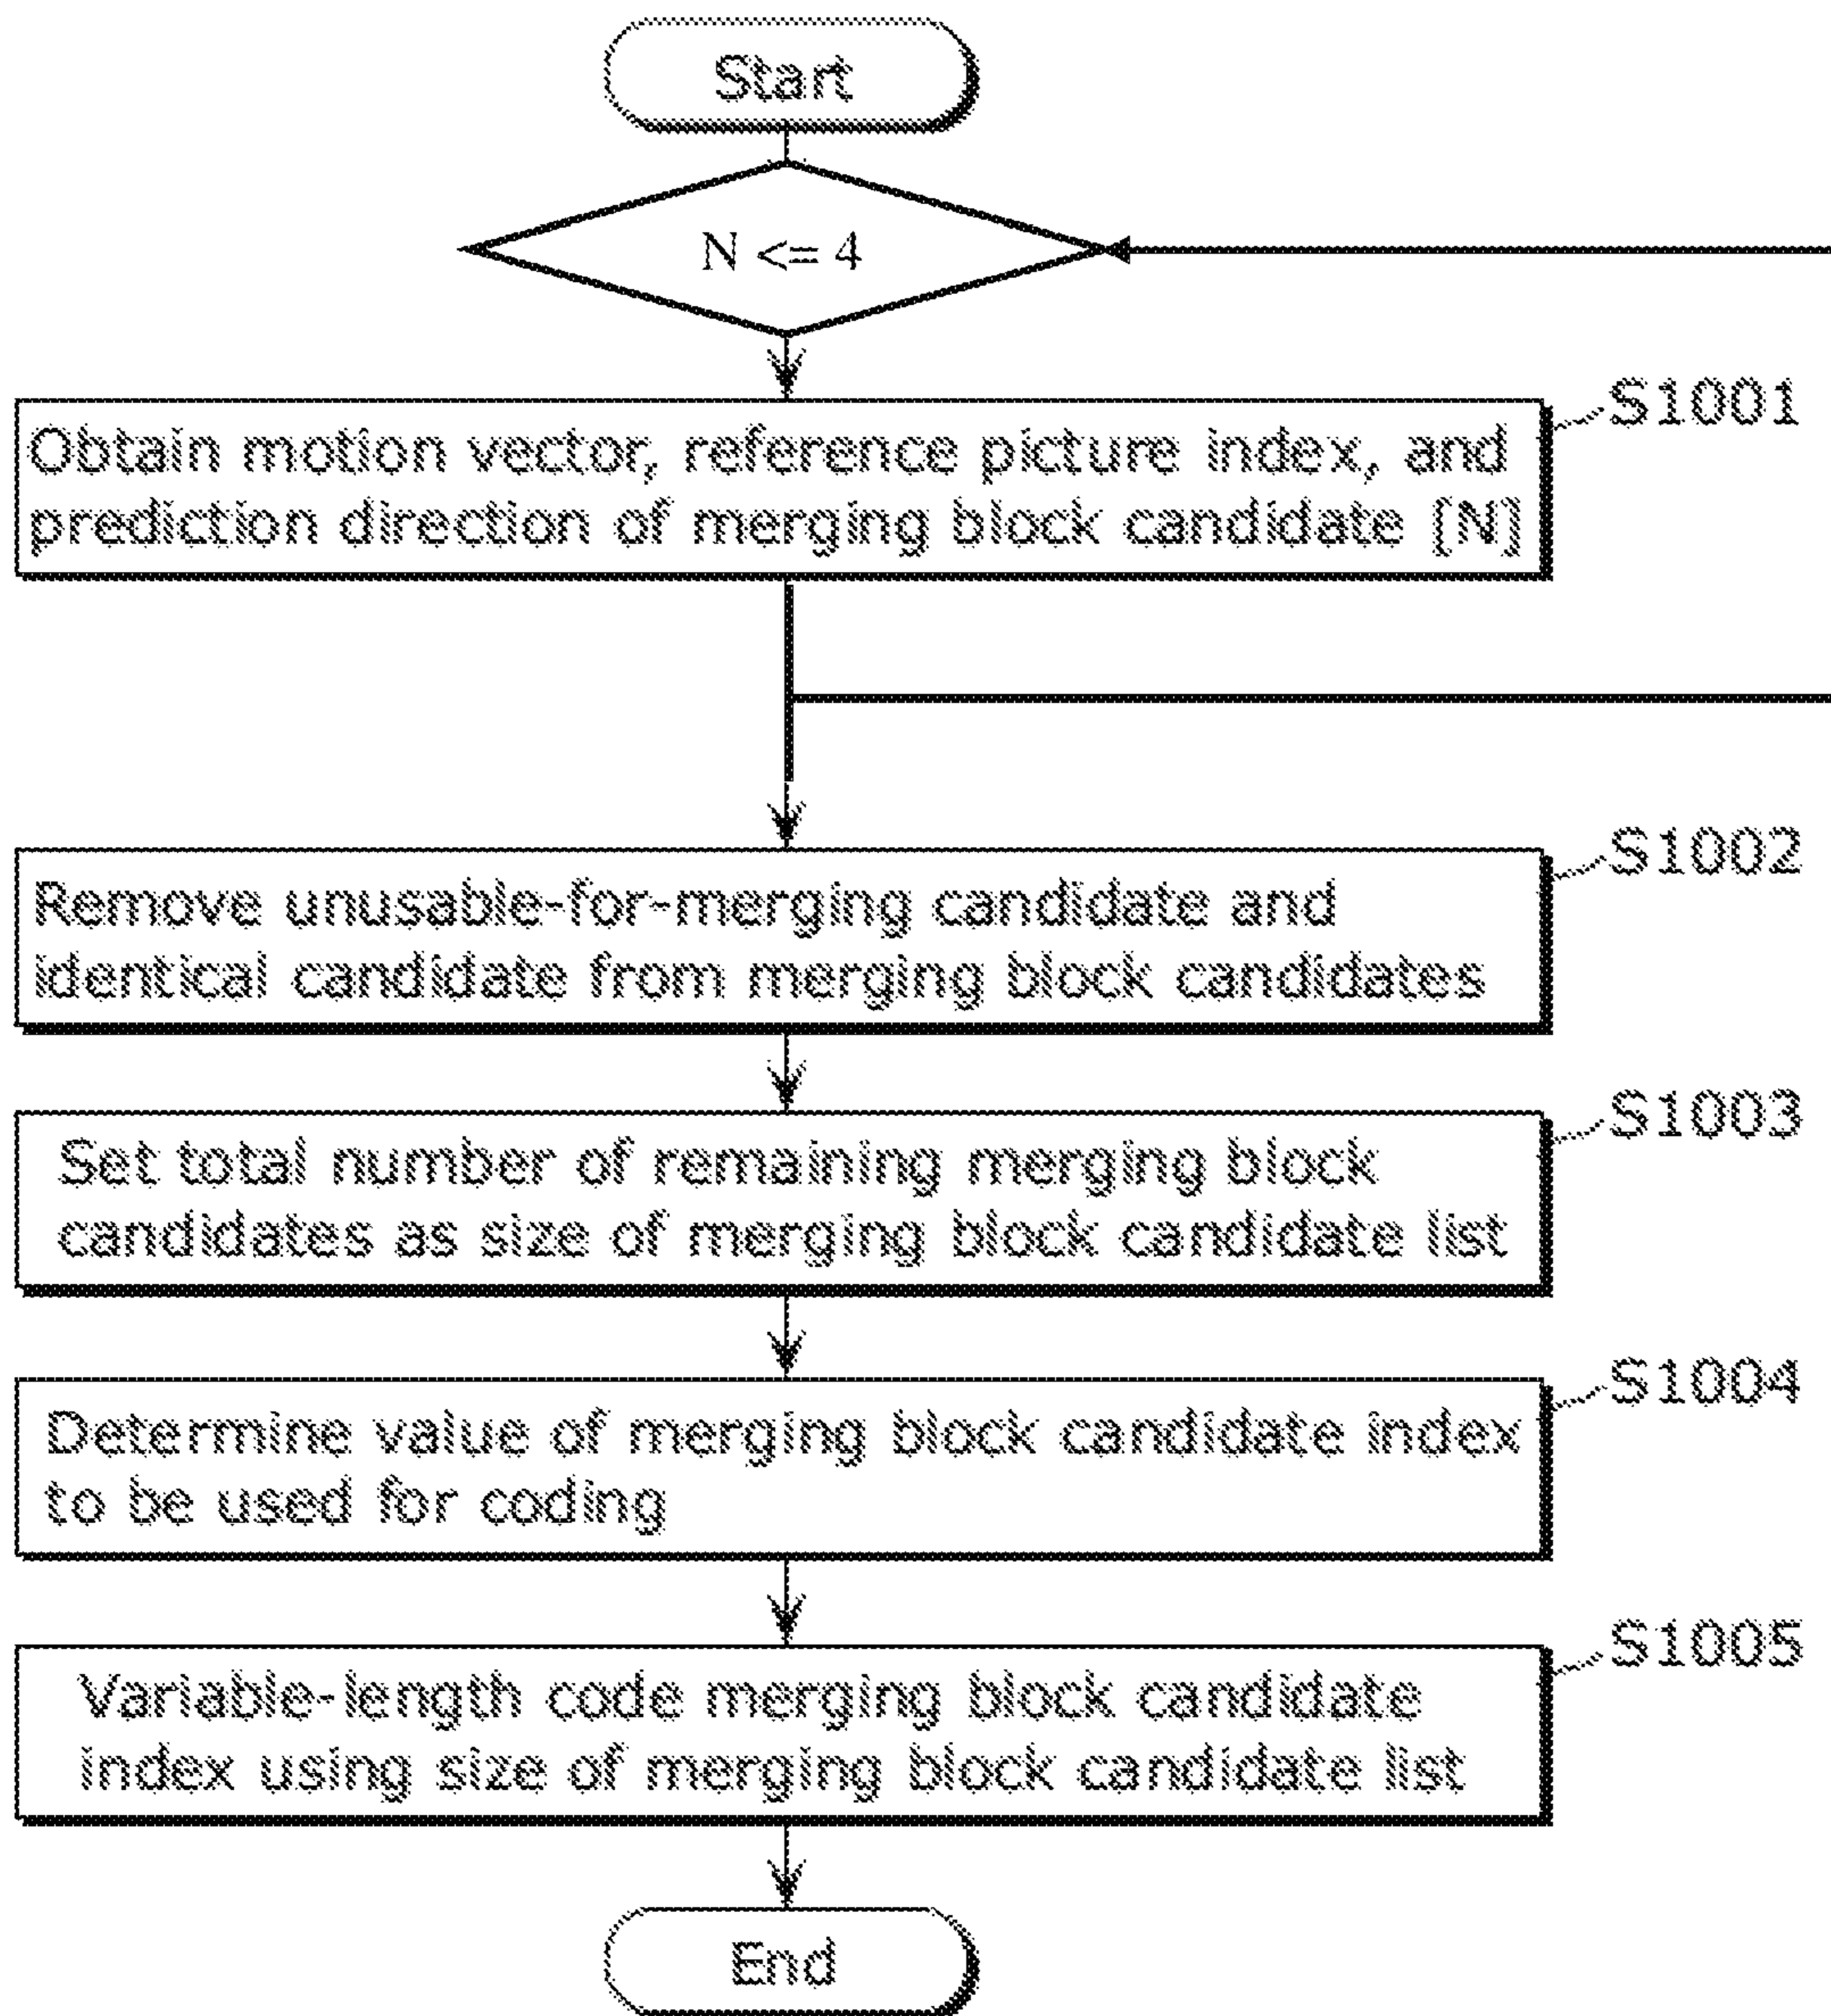 Start
N <= 4
S1001
Obtain motion vector, reference picture index, and
prediction direction of merging block candidate [N]
S1002
Remove unusable-for-merging candidate and
identical candidate from merging block candidates
S1003
Set total number of remaining merging block
candidates as size of merging block candidate list
S1004
Determine value of merging block candidate index
to be used for coding
S1005
Variable-length code merging block candidate
index using size of merging block candidate list
End